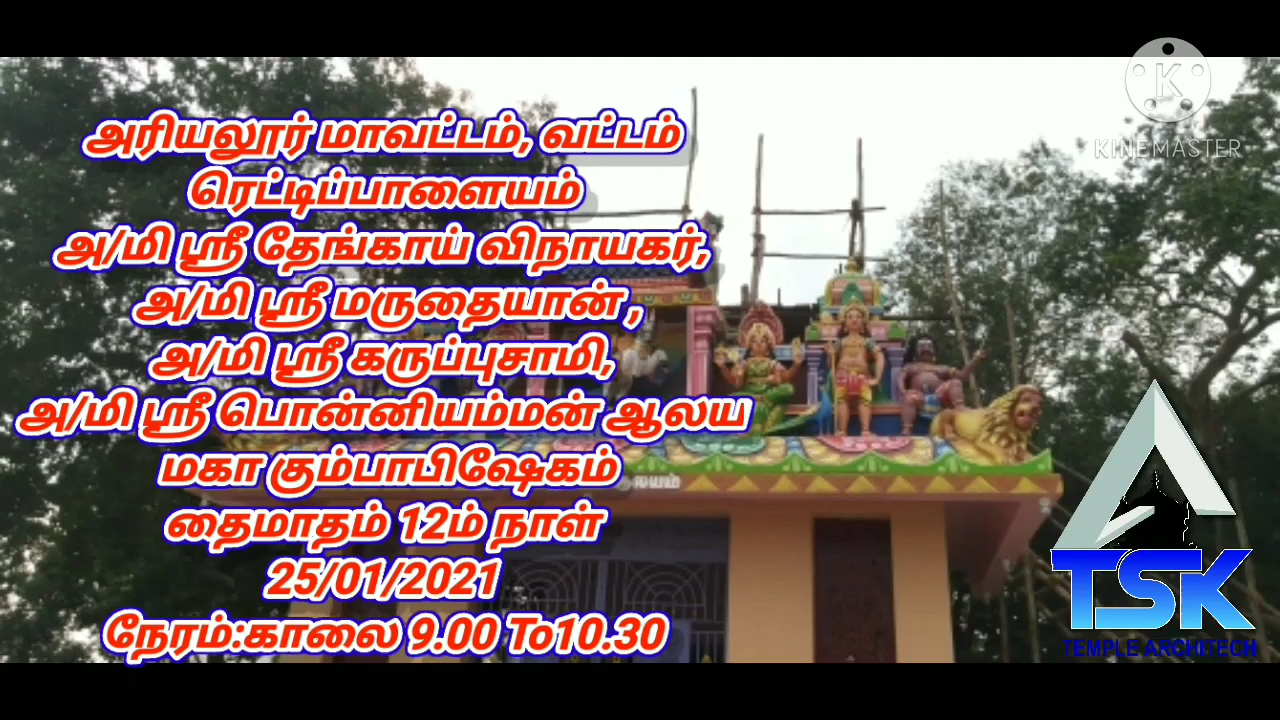 அரியலூர் மாவட்டம், வட்டம்
ரெட்டிப்பாளையம்
அ/மி ஸ்ரீ தேங்காய் விநாயகர்,
அ/மி ஸ்ரீ மருதையான் ,
அ/மி ஸ்ரீ கருப்புசாமி,
அ/மி ஸ்ரீ பொன்னியம்மன் ஆலய
மகா கும்பாபிஷேகம்
தைமாதம் 12ம் நாள்
25/01/2021
நேரம்:காலை 9.00 To10.30
K
KINEMASTER
TSK
TEMPLE ARCHITECH